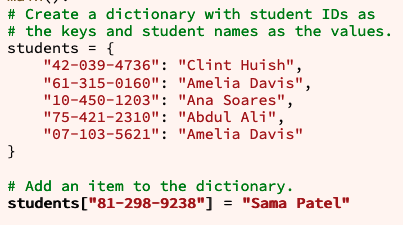 # Create a dictionary with student IDs as
# the keys and student names as the values.
students = {
    "42-039-4736": "Clint Huish",
    "61-315-0160": "Amelia Davis",
    "10-450-1203": "Ana Soares",
    "75-421-2310": "Abdul Ali",
    "07-103-5621": "Amelia Davis"
}

# Add an item to the dictionary.
students["81-298-9238"] = "Sama Patel"